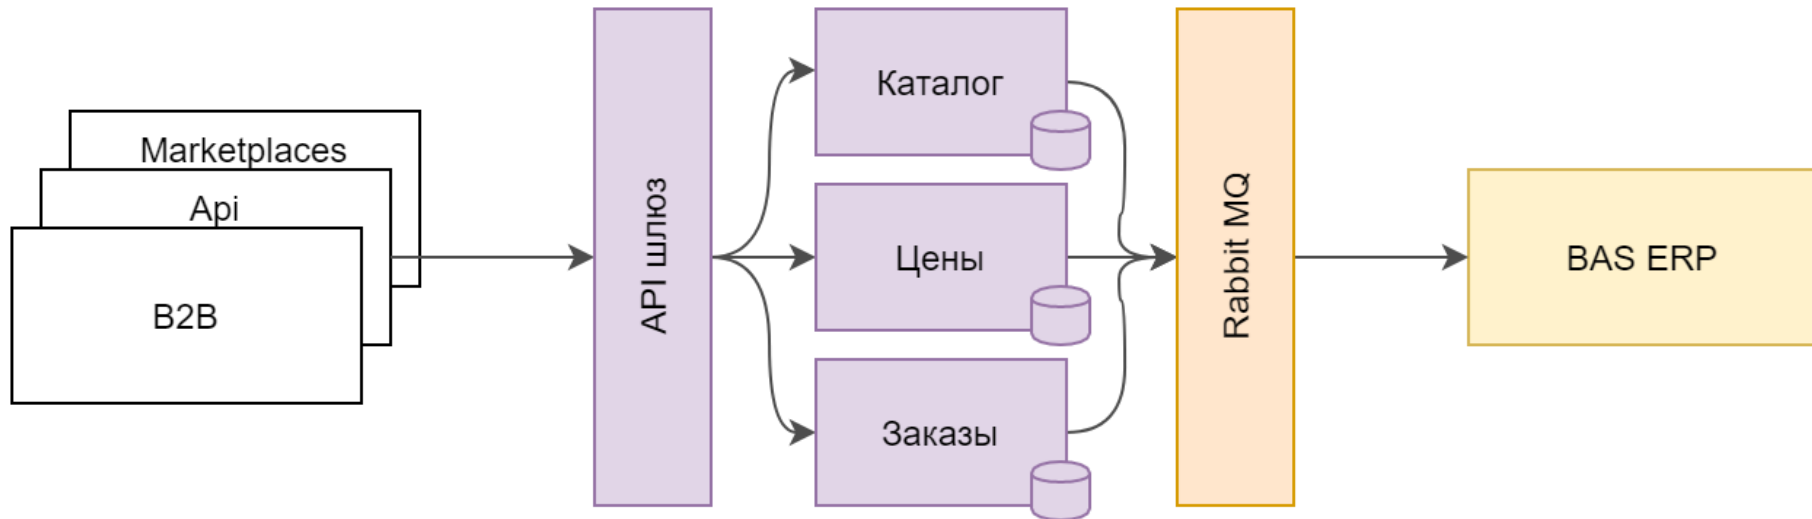 Marketplaces
Api
B2B
API шлюз
Каталог
Цены
Заказы
Rabbit MQ
BAS ERP